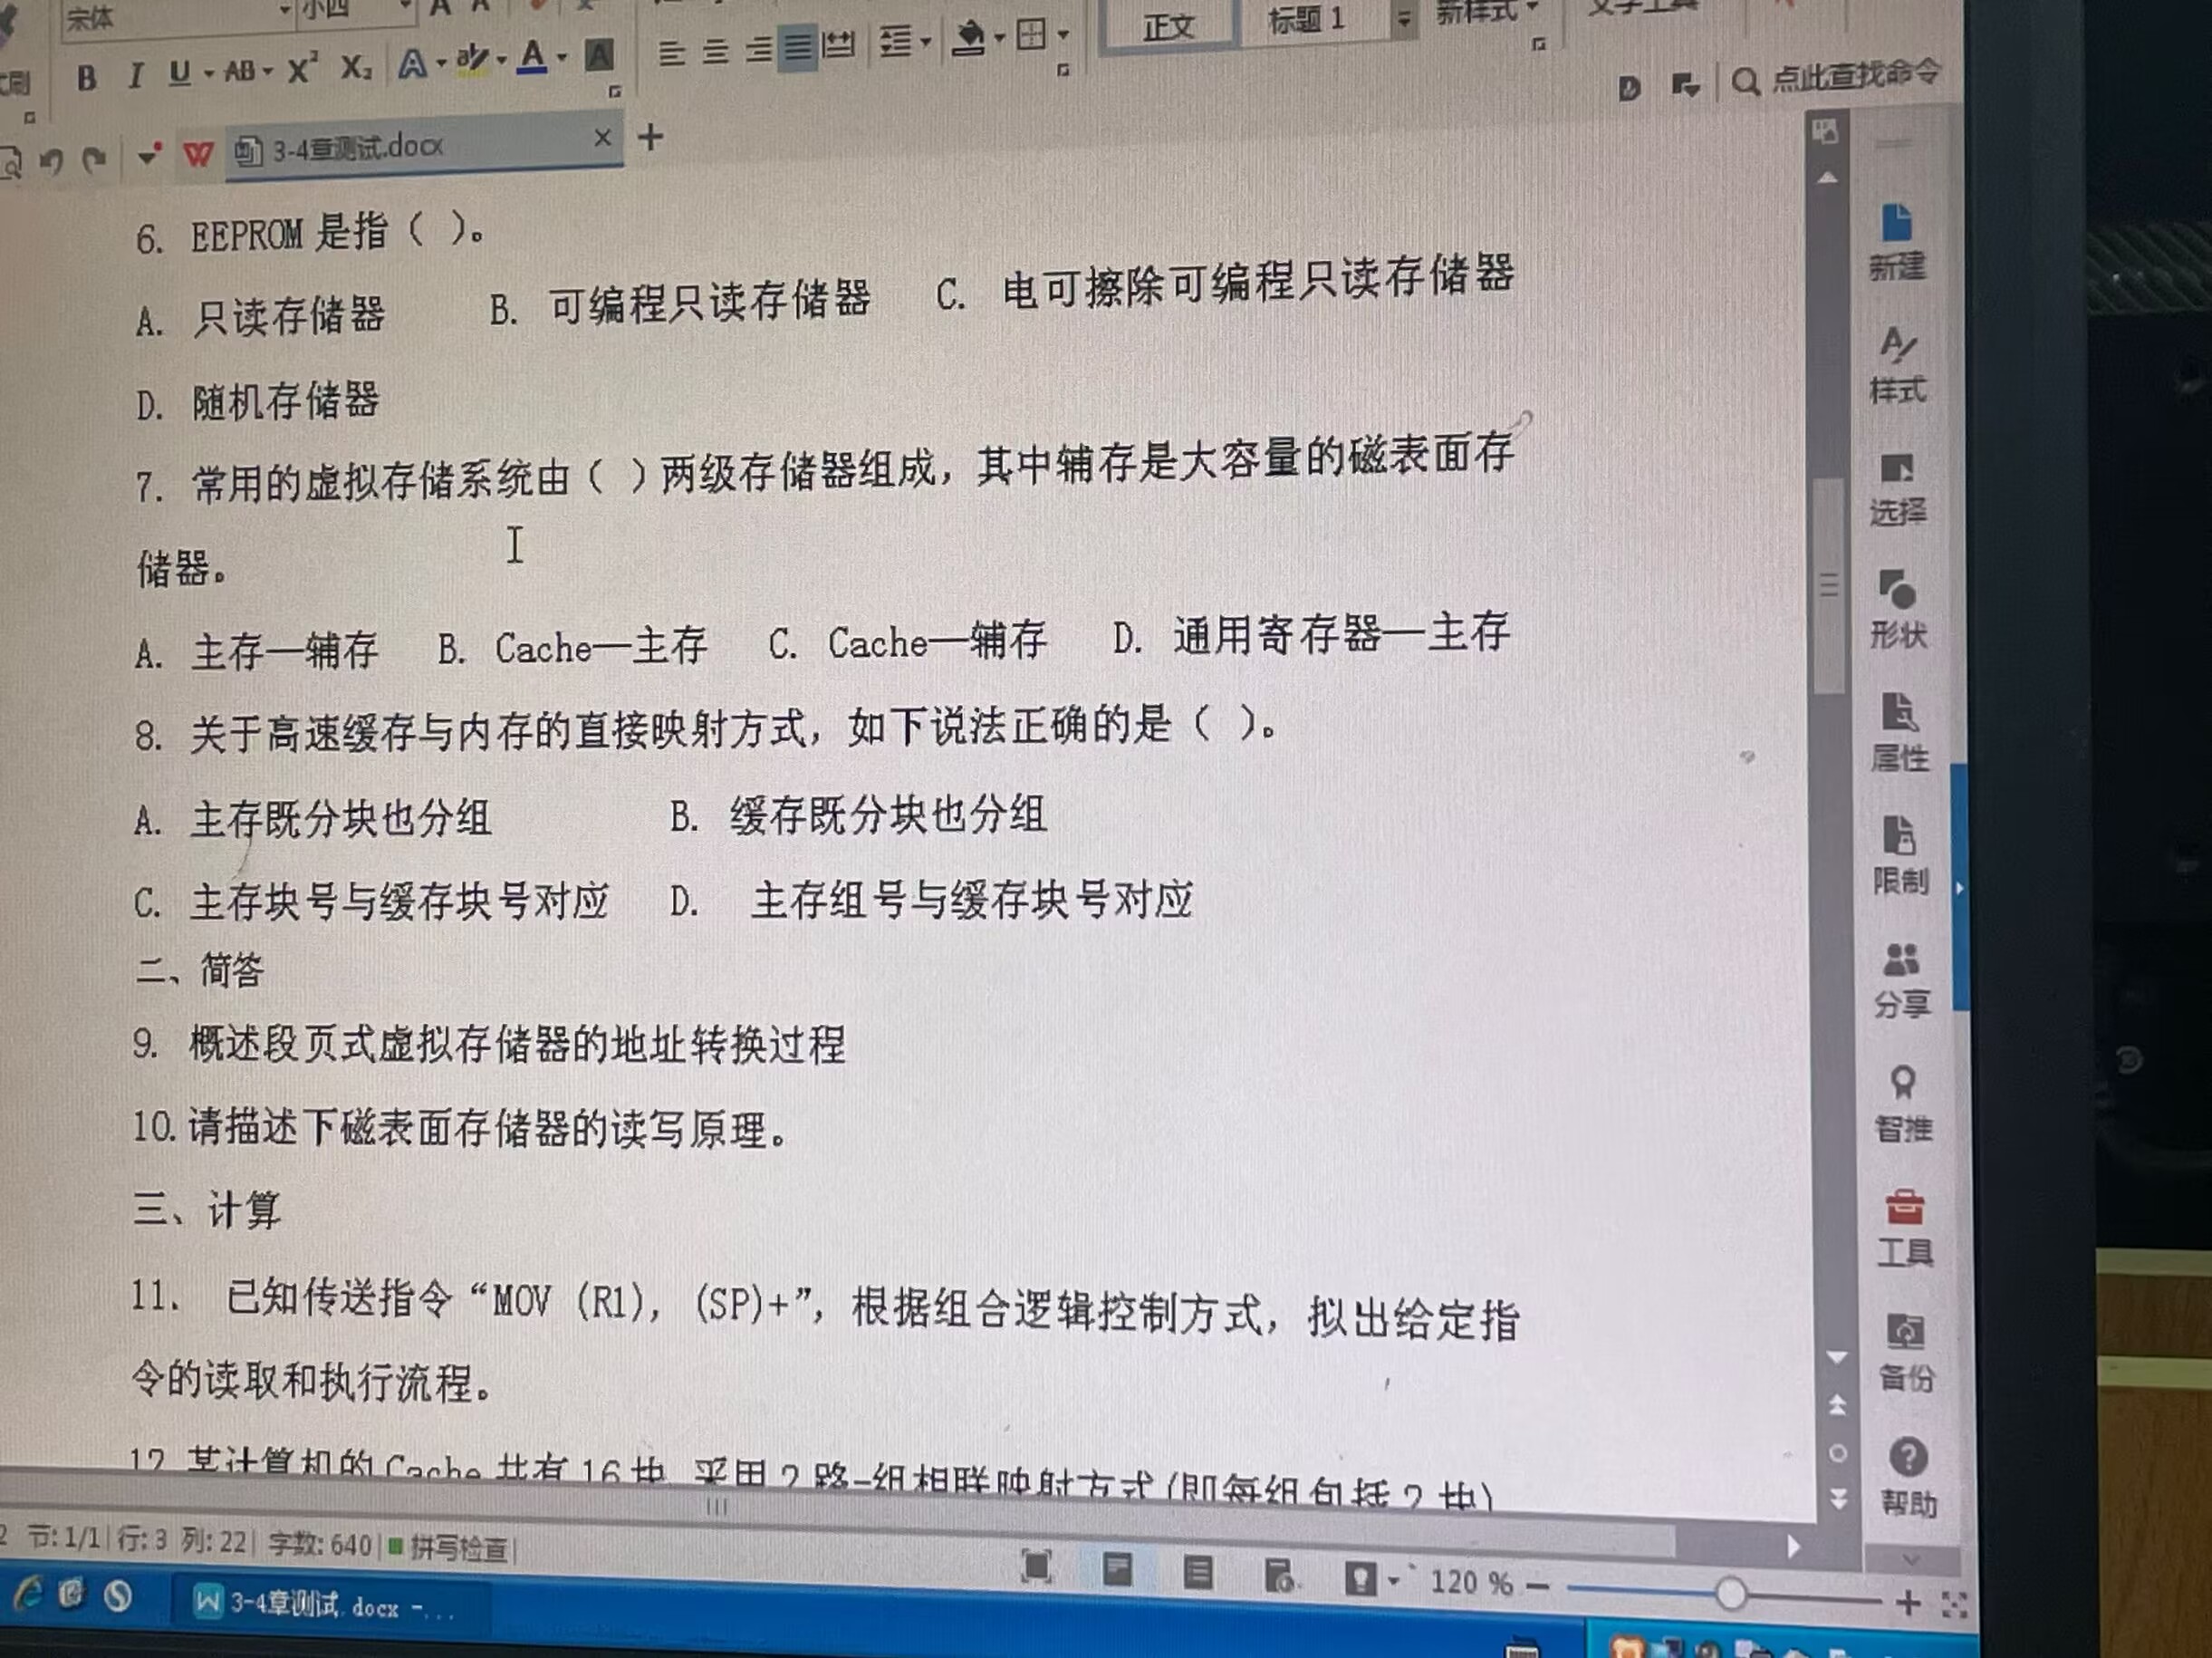 宋体 小四
B I U AB X² X₂ A A A
正文 标题 1 新样式 文字工具
点此查找命令
3-4章测试.docx
6. EEPROM 是指（ ）。
A. 只读存储器 B. 可编程只读存储器 C. 电可擦除可编程只读存储器
D. 随机存储器
7. 常用的虚拟存储系统由（ ）两级存储器组成，其中辅存是大容量的磁表面存
储器。
A. 主存—辅存 B. Cache—主存 C. Cache—辅存 D. 通用寄存器—主存
8. 关于高速缓存与内存的直接映射方式，如下说法正确的是（ ）。
A. 主存既分块也分组 B. 缓存既分块也分组
C. 主存块号与缓存块号对应 D. 主存组号与缓存块号对应
二、简答
9. 概述段页式虚拟存储器的地址转换过程
10.请描述下磁表面存储器的读写原理。
三、计算
11. 已知传送指令“MOV (R1), (SP)+”，根据组合逻辑控制方式，拟出给定指
令的读取和执行流程。
12 某计算机的 Cache 共有 16 块 采用 2 路-组相联映射方式(即每组包括 2 块)
新建
样式
选择
形状
属性
限制
分享
智推
工具
备份
帮助
节: 1/1 行: 3 列: 22 字数: 640 拼写检查
120 %
3-4章测试.docx -...